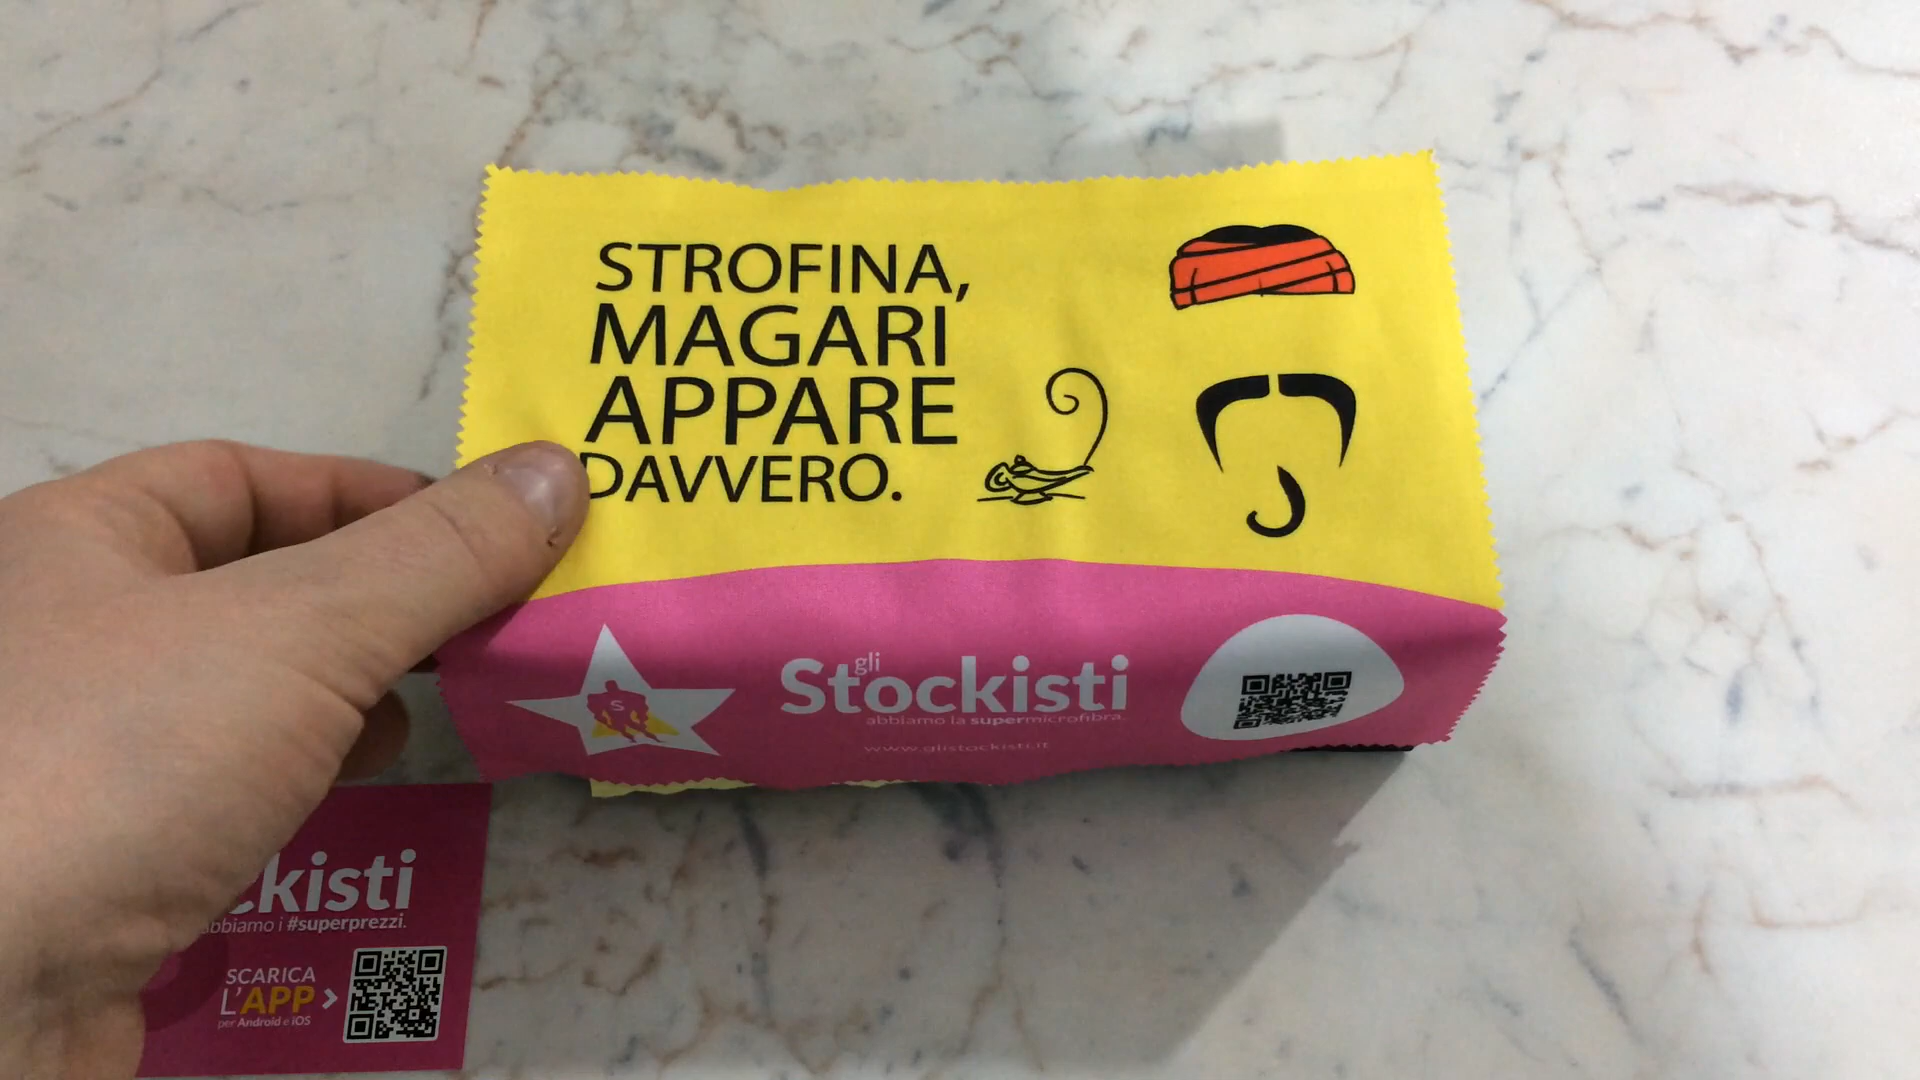 STROFINA,
MAGARI
APPARE
DAVVERO.
gli
Stockisti
abbiamo la supermicrofibra.
www.glistockisti.it
S
ckisti
abbiamo i #superprezzi.
SCARICA
L'APP >
per Android e iOS